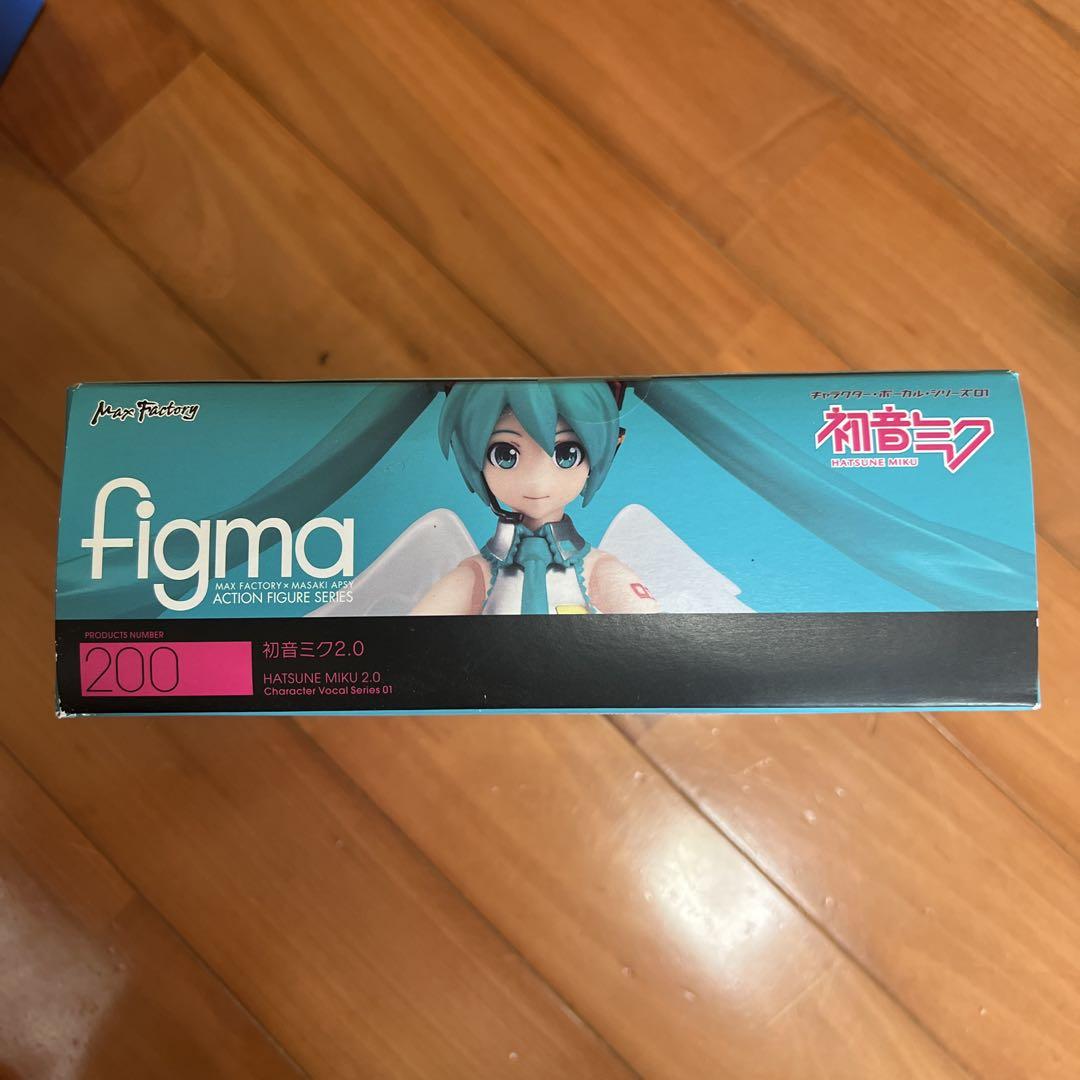 Max Factory
チャラクター・ボーカル・シリーズ01
初音ミク
HATSUNE MIKU
figma
MAX FACTORY × MASAKI APSY
ACTION FIGURE SERIES
PRODUCTS NUMBER
200
初音ミク2.0
HATSUNE MIKU 2.0
Character Vocal Series 01